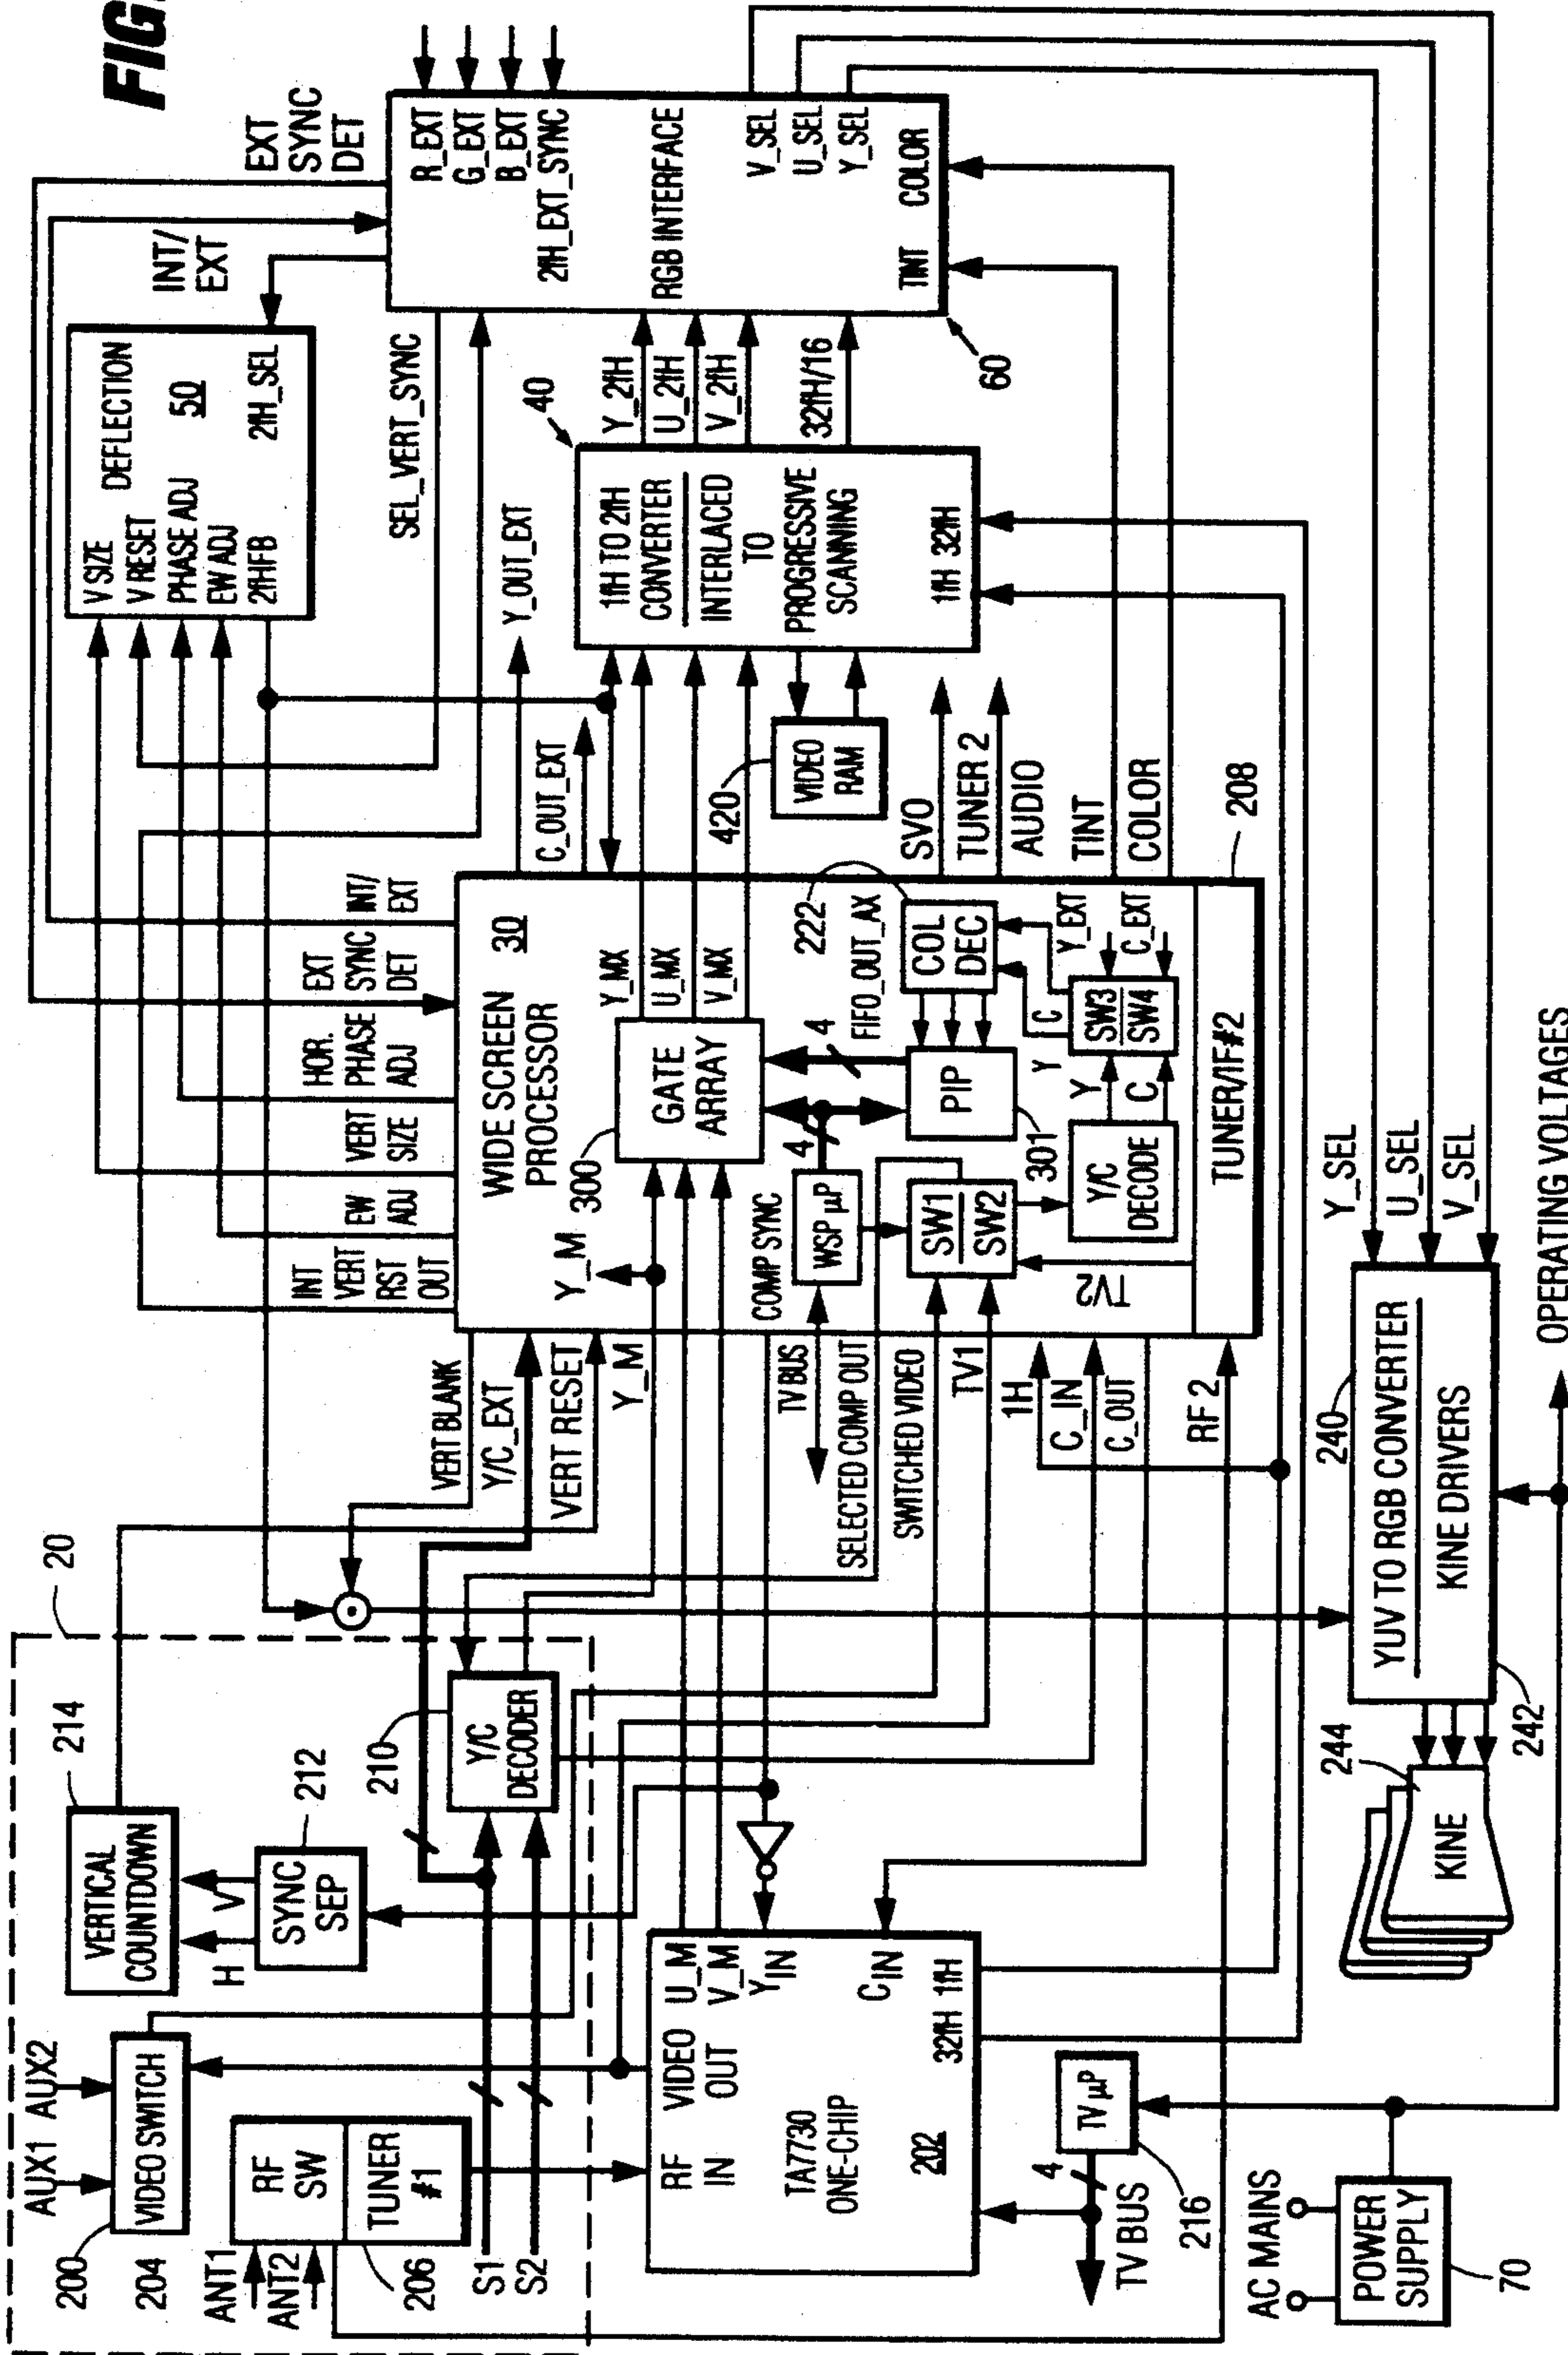 FIG.
20
AUX1
AUX2
VIDEO SWITCH
200
204
ANT1
ANT2
RF
SW
TUNER
#1
206
S1
S2
VERTICAL
COUNTDOWN
214
H
V
SYNC
SEP
212
210
Y/C
DECODER
RF
IN
VIDEO
OUT
U_M
V_M
YIN
CIN
TA7730
ONE-CHIP
202
32fH 1fH
TV µP
4
TV BUS
216
AC MAINS
POWER
SUPPLY
70
VERT BLANK
Y/C_EXT
VERT RESET
Y_M
TV BUS
SELECTED COMP OUT
SWITCHED VIDEO
TV1
1H
C_IN
C_OUT
RF 2
INT
VERT
RST
OUT
EW
ADJ
VERT
SIZE
HOR.
PHASE
ADJ
EXT
SYNC
DET
INT/
EXT
WIDE SCREEN
PROCESSOR
30
Y_M
300
GATE
ARRAY
Y_MX
U_MX
V_MX
COMP SYNC
WSP µP
4
4
FIFO_OUT_AX
PIP
301
COL
DEC
222
SW1
SW2
TV2
Y/C
DECODE
Y
C
Y
C
SW3
SW4
Y_EXT
C_EXT
TUNER/IF#2
208
V SIZE
V RESET
PHASE ADJ
EW ADJ
2fHFB
DEFLECTION
50
2fH_SEL
INT/
EXT
EXT
SYNC
DET
SEL_VERT_SYNC
Y_OUT_EXT
C_OUT_EXT
40
1fH TO 2fH
CONVERTER
INTERLACED
TO
PROGRESSIVE
SCANNING
1fH 32fH
420
VIDEO
RAM
SVO
TUNER 2
AUDIO
TINT
COLOR
Y_2fH
U_2fH
V_2fH
32fH/16
60
R_EXT
G_EXT
B_EXT
2fH_EXT_SYNC
RGB INTERFACE
V_SEL
U_SEL
Y_SEL
TINT
COLOR
Y_SEL
U_SEL
V_SEL
240
YUV TO RGB CONVERTER
KINE DRIVERS
242
244
KINE
OPERATING VOLTAGES